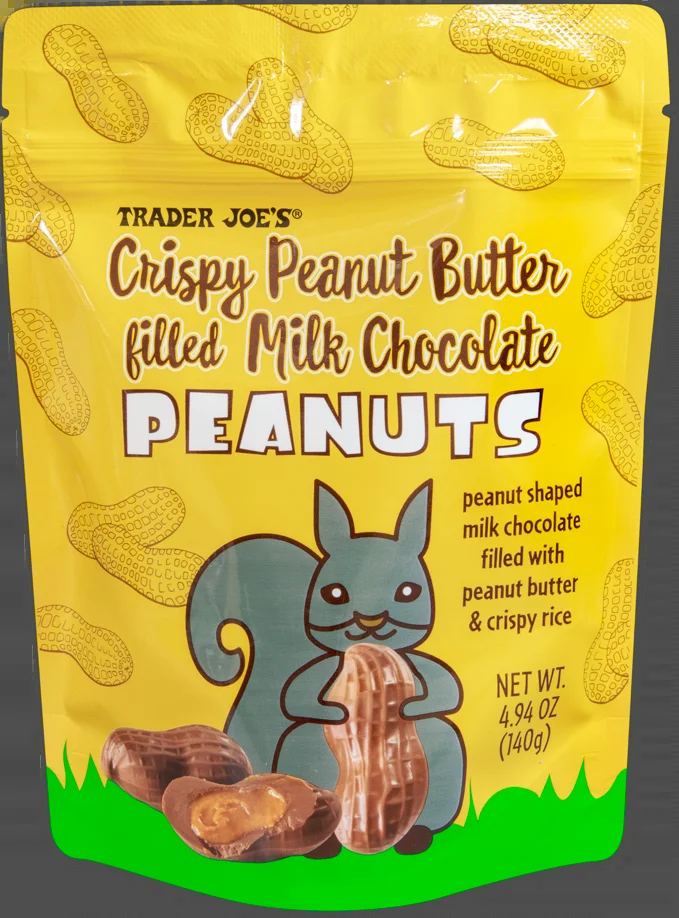 TRADER JOE'S®
Crispy Peanut Butter
filled Milk Chocolate
PEANUTS
peanut shaped
milk chocolate
filled with
peanut butter
& crispy rice
NET WT.
4.94 OZ
(140g)